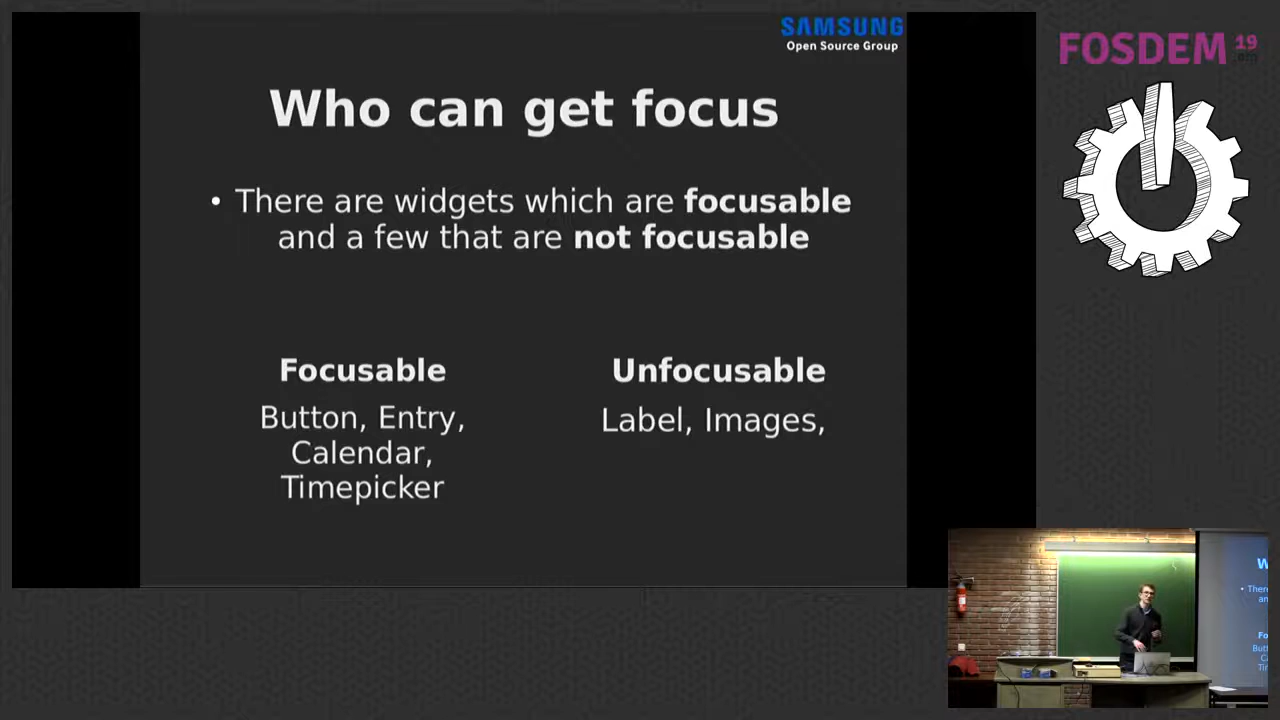 SAMSUNG
Open Source Group
FOSDEM 19
.org
Who can get focus
• There are widgets which are focusable
and a few that are not focusable
Focusable
Button, Entry,
Calendar,
Timepicker
Unfocusable
Label, Images,